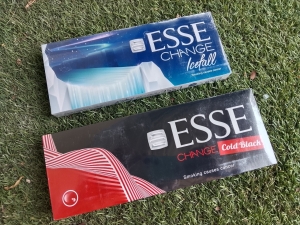 ESSE
CHANGE
Icefall
ESSE
CHANGE Cold Black
Smoking causes